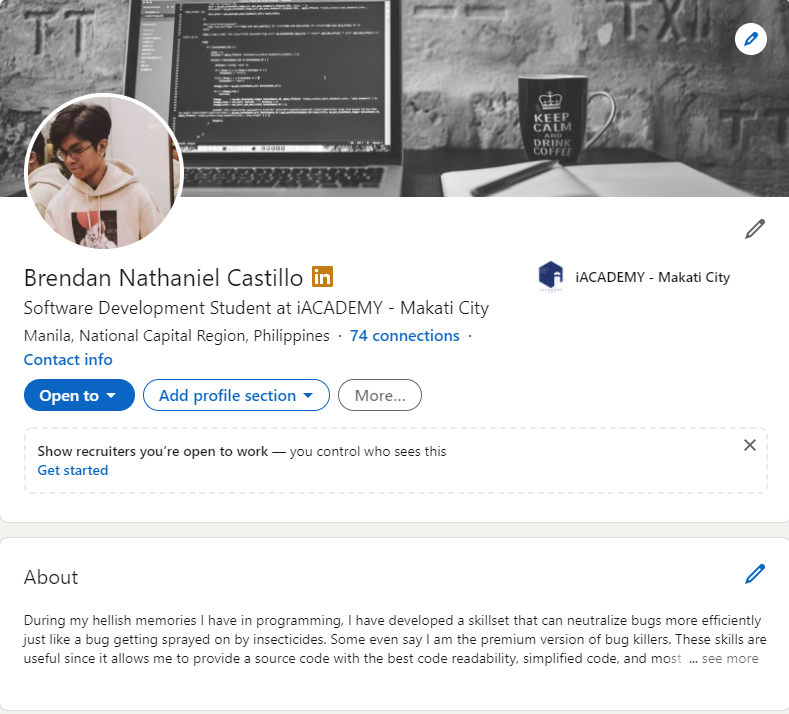 KEEP
CALM
AND
DRINK
COFFEE
Brendan Nathaniel Castillo in
iACADEMY - Makati City
Software Development Student at iACADEMY - Makati City
Manila, National Capital Region, Philippines · 74 connections ·
Contact info
Open to
Add profile section
More...
Show recruiters you're open to work — you control who sees this
Get started
About
During my hellish memories I have in programming, I have developed a skillset that can neutralize bugs more efficiently
just like a bug getting sprayed on by insecticides. Some even say I am the premium version of bug killers. These skills are
useful since it allows me to provide a source code with the best code readability, simplified code, and most ... see more